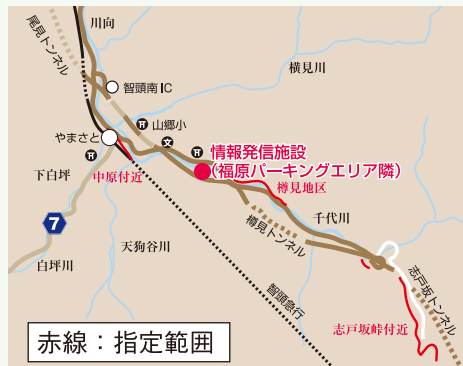 川向
尾見トンネル
智頭南IC
横見川
山郷小
やまさと
情報発信施設
(福原パーキングエリア隣)
下白坪
中原付近
樽見地区
千代川
7
天狗谷川
樽見トンネル
白坪川
智頭急行
志戸坂トンネル
志戸坂峠付近
赤線：指定範囲
文